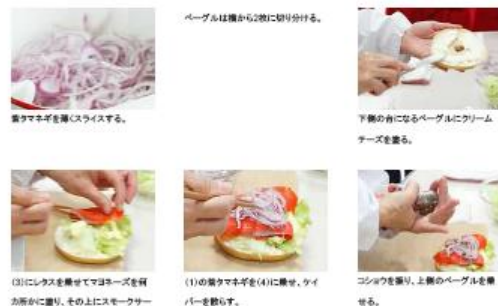 紫タマネギを薄くスライスする。
ベーグルは横から2枚に切り分ける。
下側の台になるベーグルにクリーム
チーズを塗る。
(3)にレタスを乗せてマヨネーズを何
カ所かに塗り、その上にスモークサー
(1)の紫タマネギを(4)に乗せ、ケイ
パーを散らす。
コショウを振り、上側のベーグルを乗
せる。